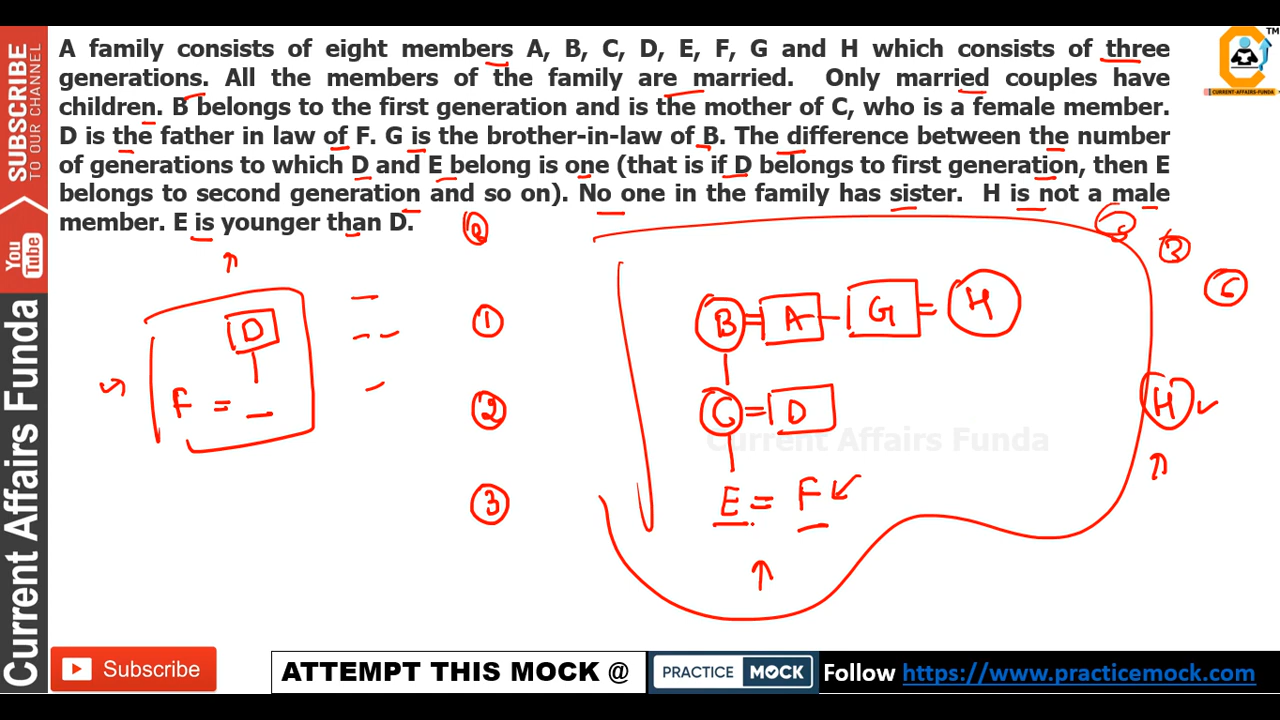 A family consists of eight members A, B, C, D, E, F, G and H which consists of three
generations. All the members of the family are married. Only married couples have
children. B belongs to the first generation and is the mother of C, who is a female member.
D is the father in law of F. G is the brother-in-law of B. The difference between the number
of generations to which D and E belong is one (that is if D belongs to first generation, then E
belongs to second generation and so on). No one in the family has sister. H is not a male
member. E is younger than D.
SUBSCRIBE
TO OUR CHANNEL
You Tube
Current Affairs Funda
TM
CURRENT-AFFAIRS-FUNDA
D
F = _
1
B = A - G = H
2
C = D
H
Current Affairs Funda
3
E = F
Subscribe
ATTEMPT THIS MOCK @
PRACTICE MOCK
Follow https://www.practicemock.com